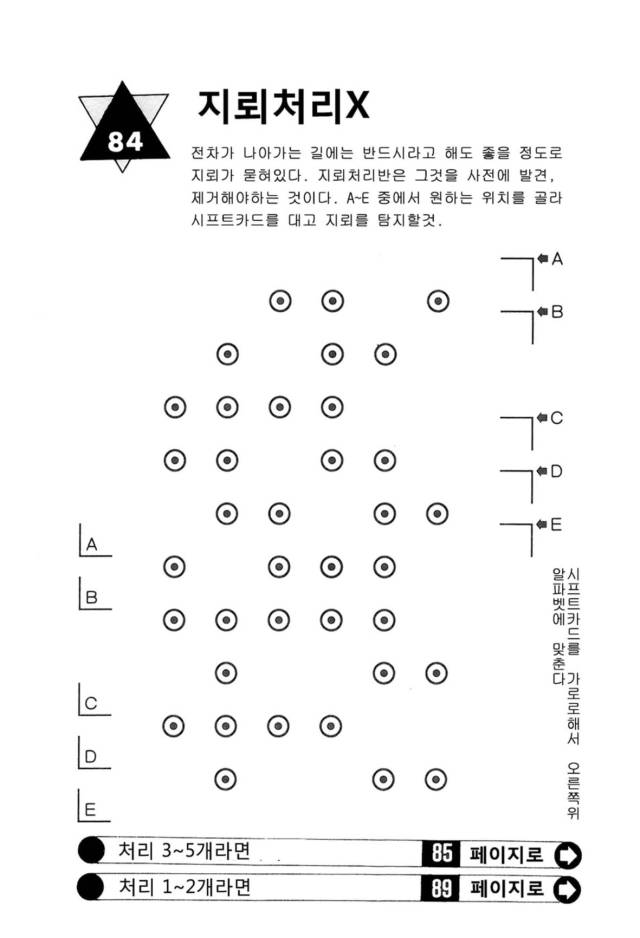 84
지뢰처리X
전차가 나아가는 길에는 반드시라고 해도 좋을 정도로
지뢰가 묻혀있다. 지뢰처리반은 그것을 사전에 발견,
제거해야하는 것이다. A~E 중에서 원하는 위치를 골라
시프트카드를 대고 지뢰를 탐지할것.
A
B
C
D
E
A
B
C
D
E
시프트카드를 가로로해서 오른쪽위
알파벳에 맞춘다
처리 3~5개라면 85 페이지로
처리 1~2개라면 89 페이지로